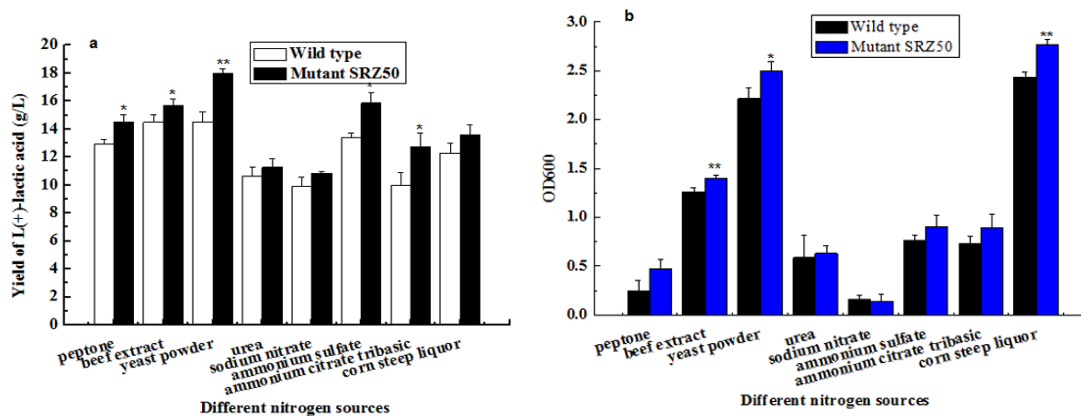 a
Wild type
Mutant SRZ50
Yield of L(+)-lactic acid (g/L)
20
18
16
14
12
10
8
6
4
2
0
*
*
**
*
*
peptone
beef extract
yeast powder
urea
sodium nitrate
ammonium sulfate
ammonium citrate tribasic
corn steep liquor
Different nitrogen sources
b
Wild type
Mutant SRZ50
OD600
3.0
2.5
2.0
1.5
1.0
0.5
0.0
**
*
**
peptone
beef extract
yeast powder
urea
sodium nitrate
ammonium sulfate
ammonium citrate tribasic
corn steep liquor
Different nitrogen sources